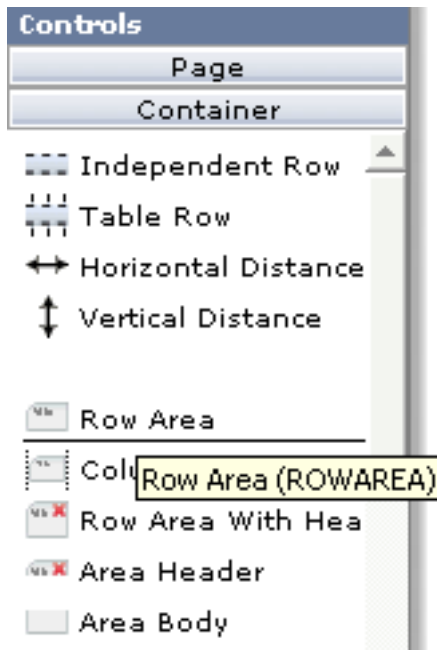 Controls
Page
Container
Independent Row
Table Row
Horizontal Distance
Vertical Distance
Row Area
Row Area (ROWAREA)
Row Area With Hea
Area Header
Area Body